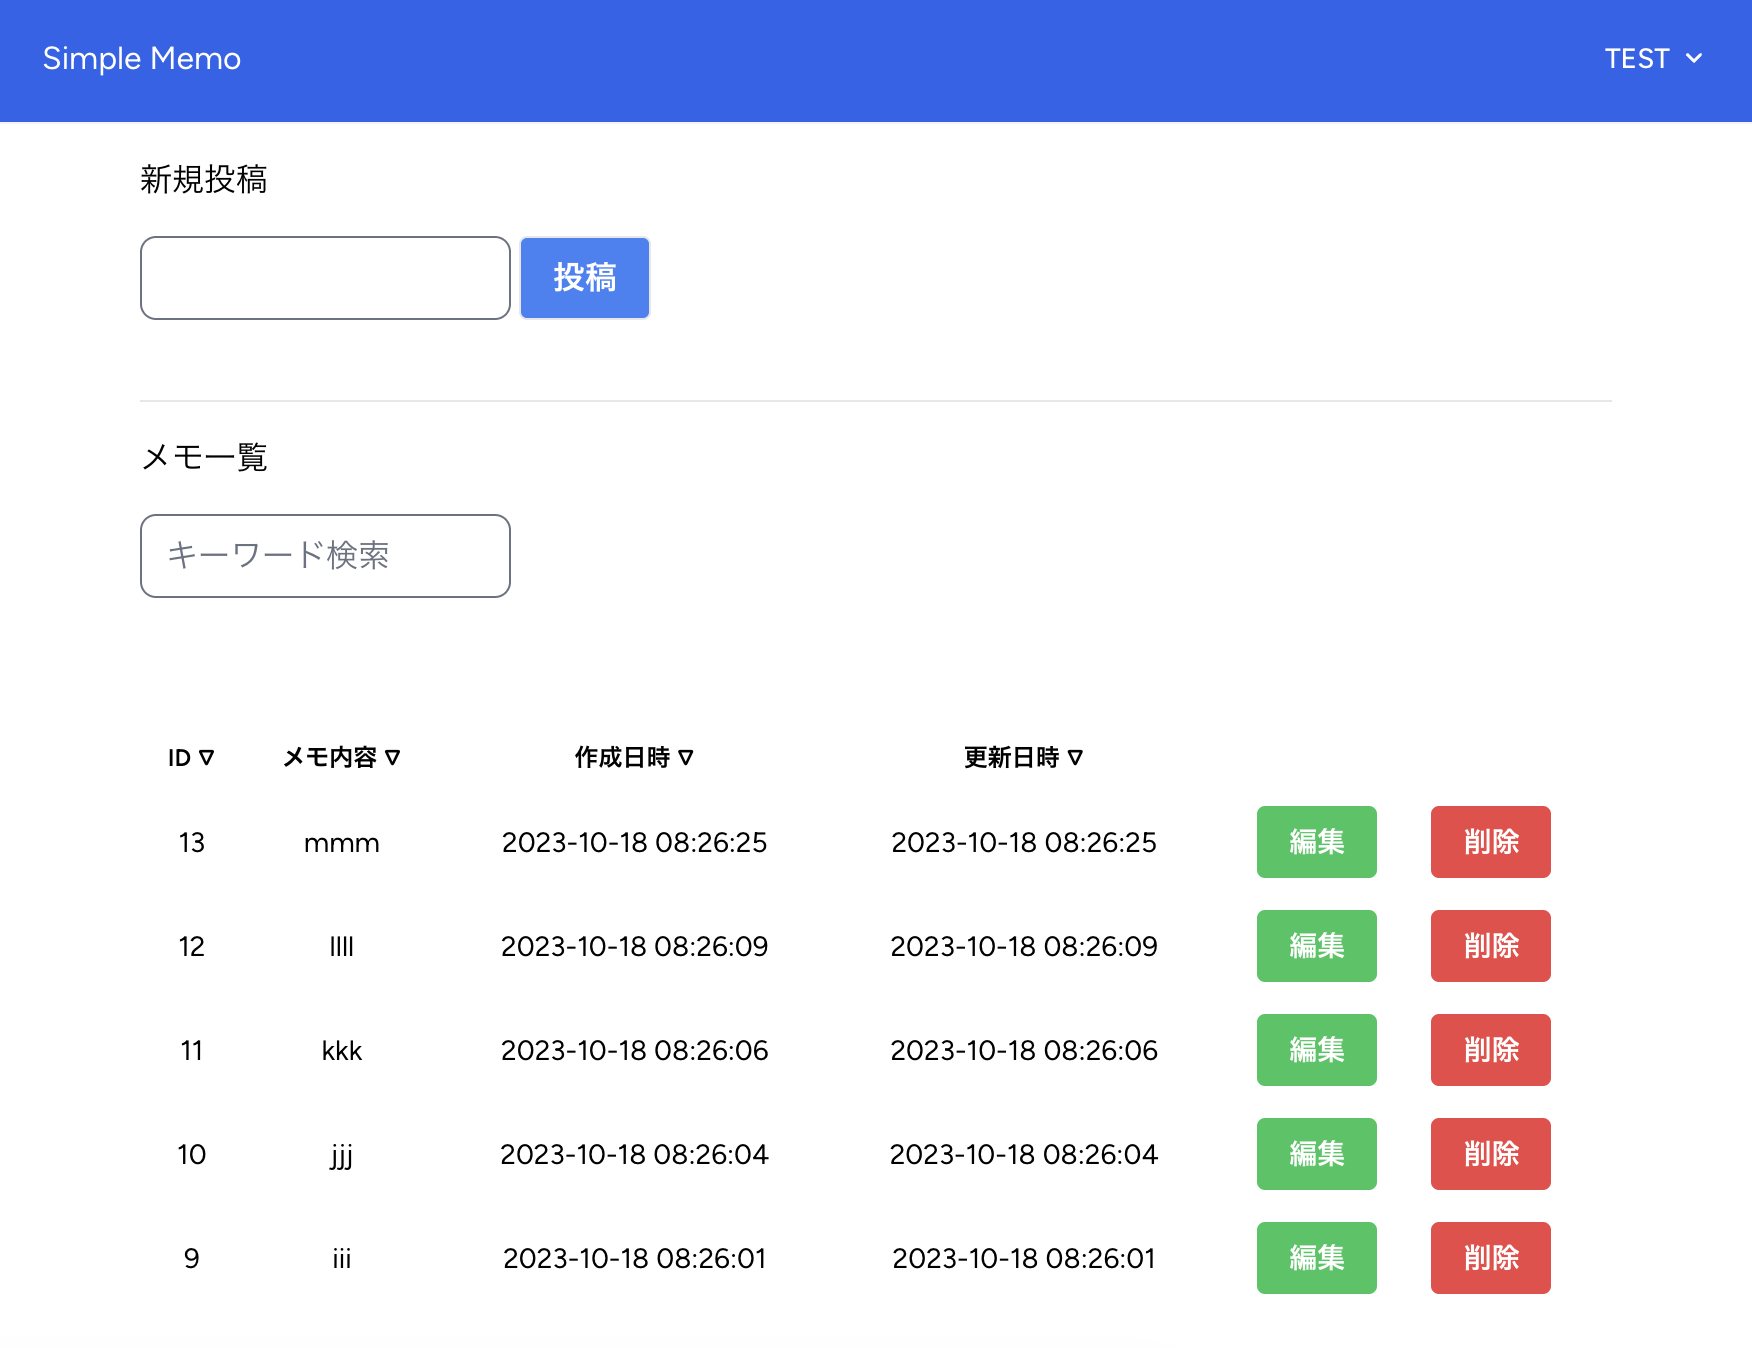 Simple Memo TEST
新規投稿
投稿
メモ一覧
キーワード検索
ID ∇ メモ内容 ∇ 作成日時 ∇ 更新日時 ∇
13 mmm 2023-10-18 08:26:25 2023-10-18 08:26:25 編集 削除
12 llll 2023-10-18 08:26:09 2023-10-18 08:26:09 編集 削除
11 kkk 2023-10-18 08:26:06 2023-10-18 08:26:06 編集 削除
10 jjj 2023-10-18 08:26:04 2023-10-18 08:26:04 編集 削除
9 iii 2023-10-18 08:26:01 2023-10-18 08:26:01 編集 削除